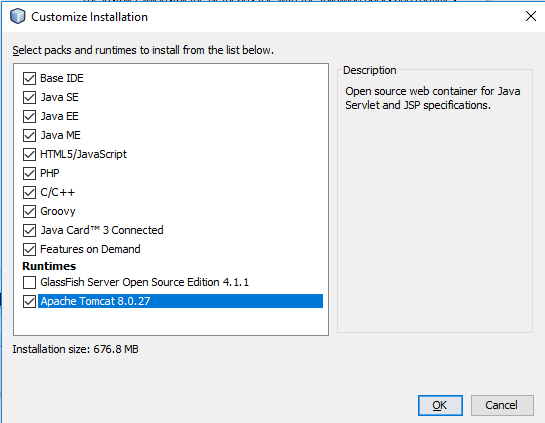 Customize Installation
Select packs and runtimes to install from the list below.
Base IDE
Java SE
Java EE
Java ME
HTML5/JavaScript
PHP
C/C++
Groovy
Java Card™ 3 Connected
Features on Demand
Runtimes
GlassFish Server Open Source Edition 4.1.1
Apache Tomcat 8.0.27
Description
Open source web container for Java
Servlet and JSP specifications.
Installation size: 676.8 MB
OK
Cancel